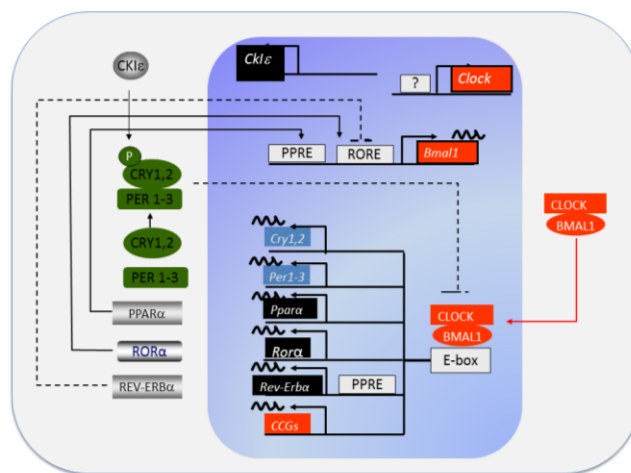 CKIε
P
CRY1,2
PER 1-3
CRY1,2
PER 1-3
PPARα
RORα
REV-ERBα
CkIε
?
Clock
PPRE
RORE
Bmal1
Cry1,2
Per1-3
Pparα
Rorα
Rev-Erbα
PPRE
CCGs
CLOCK
BMAL1
E-box
CLOCK
BMAL1